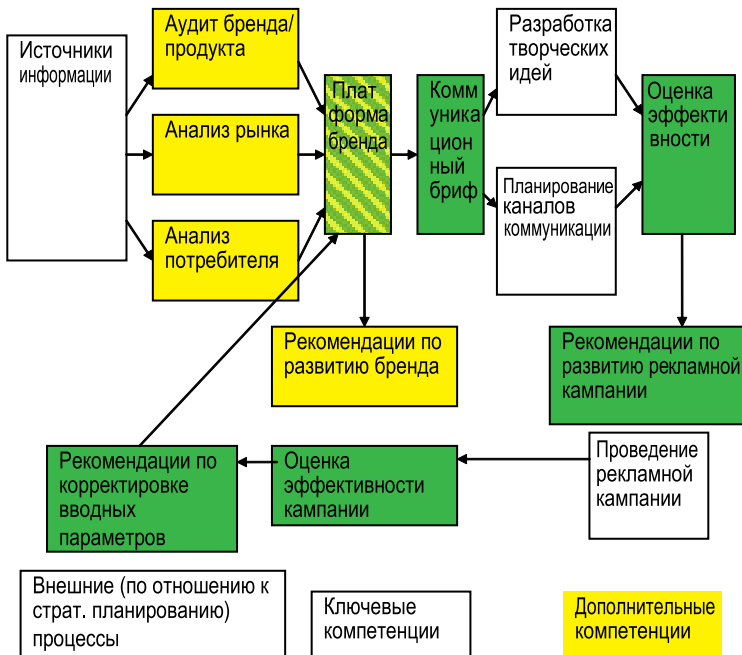 Источники
информации
Аудит бренда/
продукта
Анализ рынка
Анализ
потребителя
Плат
форма
бренда
Комм
уника
цион
ный
бриф
Разработка
творческих
идей
Планирование
каналов
коммуникации
Оценка
эффекти
вности
Рекомендации по
развитию бренда
Рекомендации по
развитию рекламной
кампании
Рекомендации по
корректировке
вводных
параметров
Оценка
эффективности
кампании
Проведение
рекламной
кампании
Внешние (по отношению к
страт. планированию)
процессы
Ключевые
компетенции
Дополнительные
компетенции